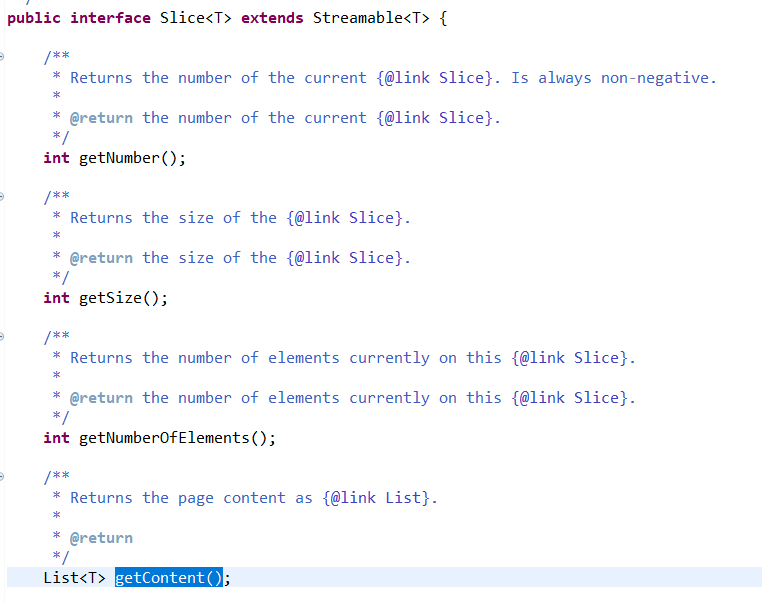 public interface Slice<T> extends Streamable<T> {
/**
* Returns the number of the current {@link Slice}. Is always non-negative.
*
* @return the number of the current {@link Slice}.
*/
int getNumber();
/**
* Returns the size of the {@link Slice}.
*
* @return the size of the {@link Slice}.
*/
int getSize();
/**
* Returns the number of elements currently on this {@link Slice}.
*
* @return the number of elements currently on this {@link Slice}.
*/
int getNumberOfElements();
/**
* Returns the page content as {@link List}.
*
* @return
*/
List<T> getContent();